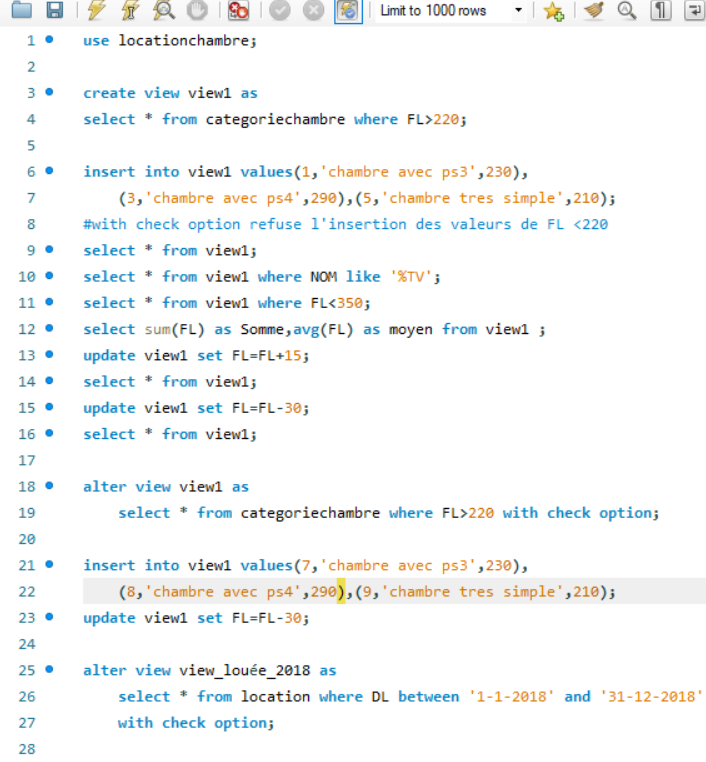 Limit to 1000 rows
1 use locationchambre;
2
3 create view view1 as
4 select * from categoriechambre where FL>220;
5
6 insert into view1 values(1,'chambre avec ps3',230),
7 (3,'chambre avec ps4',290),(5,'chambre tres simple',210);
8 #with check option refuse l'insertion des valeurs de FL <220
9 select * from view1;
10 select * from view1 where NOM like '%TV';
11 select * from view1 where FL<350;
12 select sum(FL) as Somme,avg(FL) as moyen from view1 ;
13 update view1 set FL=FL+15;
14 select * from view1;
15 update view1 set FL=FL-30;
16 select * from view1;
17
18 alter view view1 as
19 select * from categoriechambre where FL>220 with check option;
20
21 insert into view1 values(7,'chambre avec ps3',230),
22 (8,'chambre avec ps4',290),(9,'chambre tres simple',210);
23 update view1 set FL=FL-30;
24
25 alter view view_louée_2018 as
26 select * from location where DL between '1-1-2018' and '31-12-2018'
27 with check option;
28